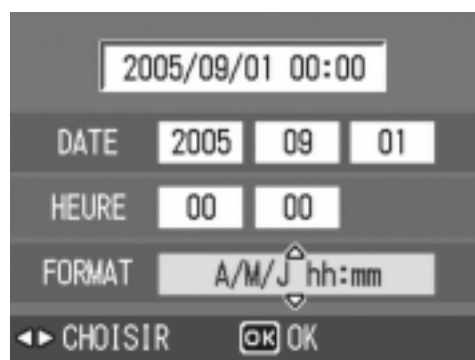 2005/09/01 00:00
DATE 2005 09 01
HEURE 00 00
FORMAT A/M/J hh:mm
CHOISIR OK OK